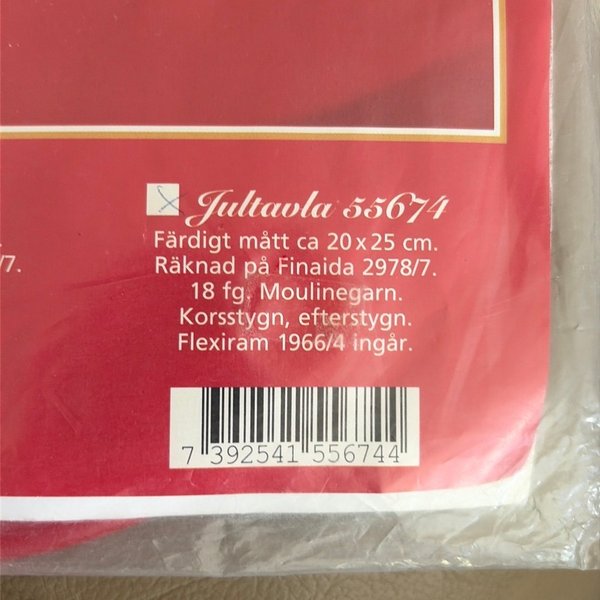 Jultavla 55674
Färdigt mått ca 20 x 25 cm.
/7.
Räknad på Finaida 2978/7.
18 fg. Moulinegarn.
Korsstygn, efterstygn.
Flexiram 1966/4 ingår.
7 392541 556744